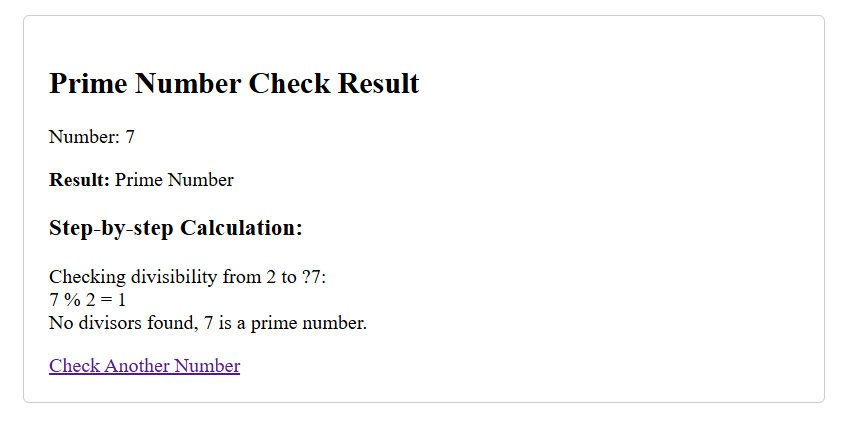 Prime Number Check Result
Number: 7
Result: Prime Number
Step-by-step Calculation:
Checking divisibility from 2 to ?7:
7 % 2 = 1
No divisors found, 7 is a prime number.
Check Another Number